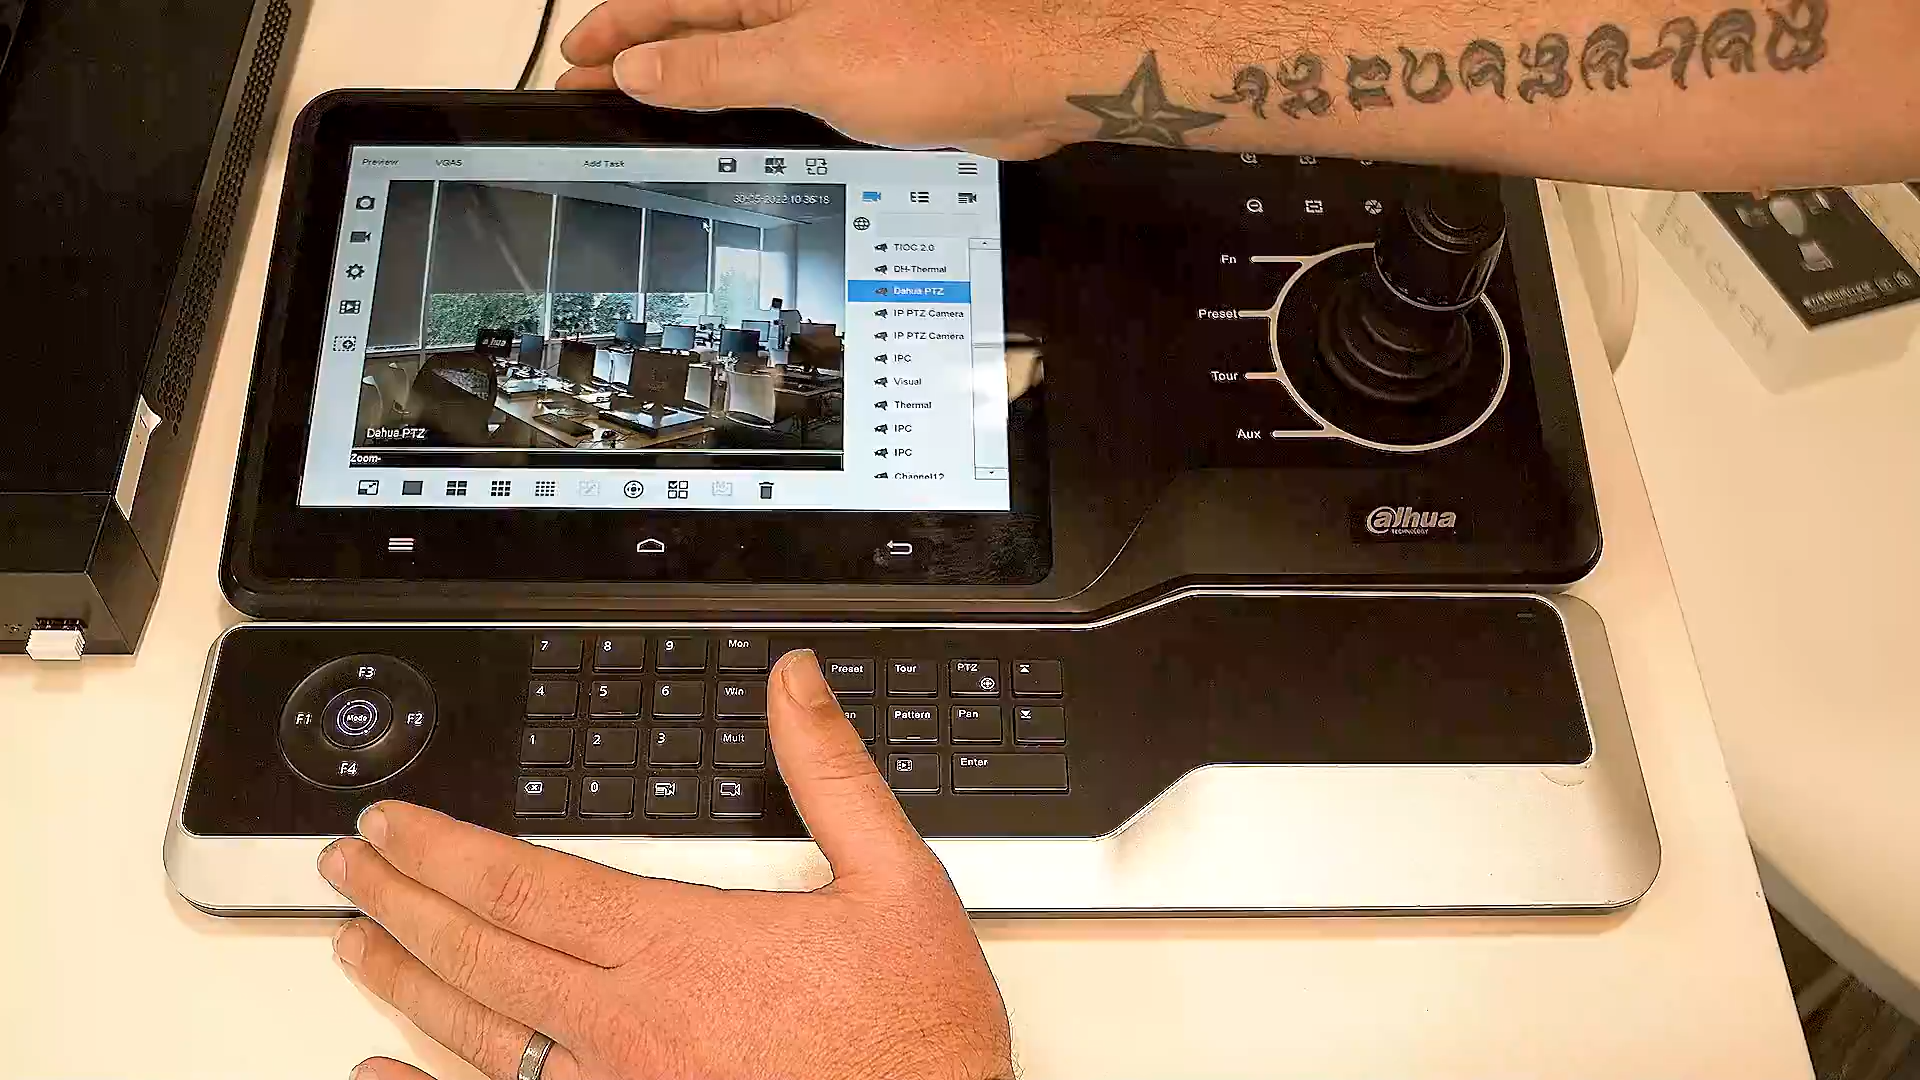 Preview VGA5 Add Task
30-05-2022 10:36:18
TIOC 2.0
DH-Thermal
Dahua PTZ
IP PTZ Camera
IP PTZ Camera
IPC
Visual
Thermal
IPC
IPC
Channel12
Dahua PTZ
Zoom-
Fn
Preset
Tour
Aux
alhua
TECHNOLOGY
F3
F1 Mode F2
F4
7 8 9 Mon
4 5 6 Win
1 2 3 Mult
0
Preset Tour PTZ
Pattern Pan
Enter